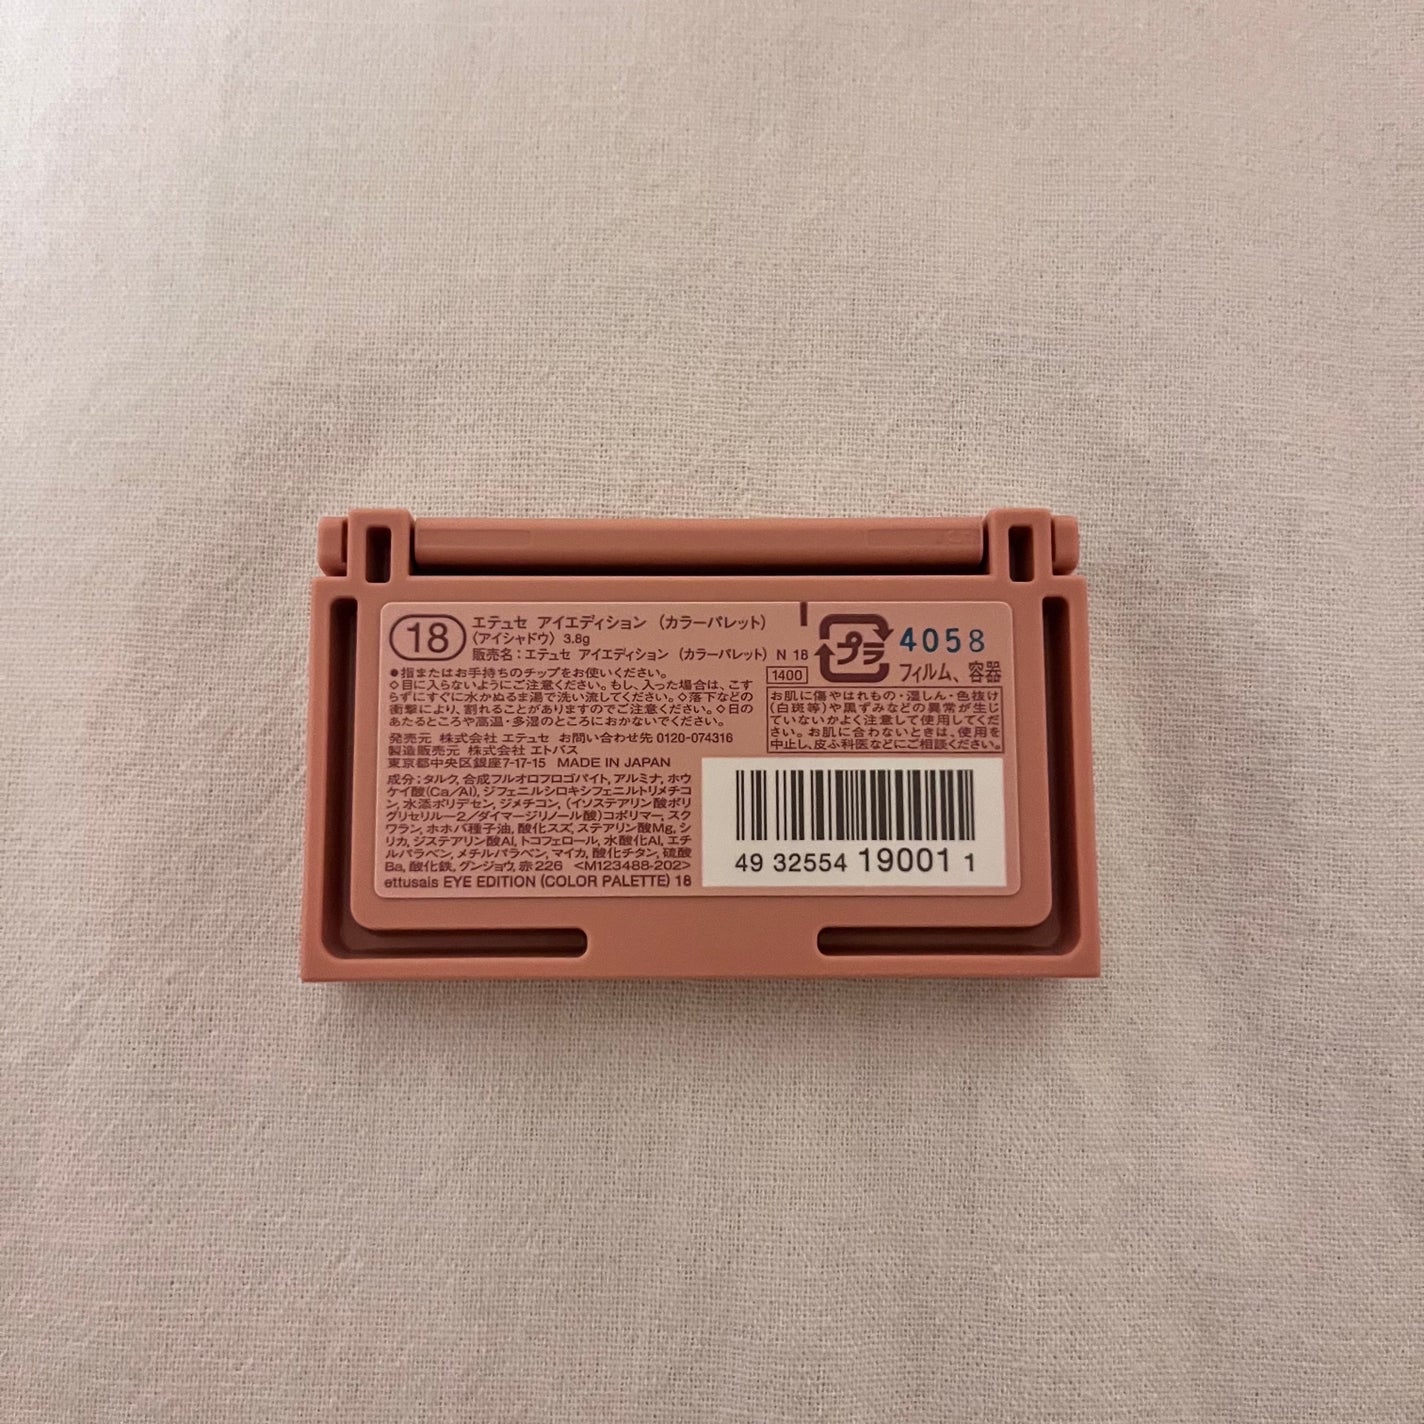 18
エテュセ アイエディション (カラーパレット)
(アイシャドウ) 3.8g
販売名:エテュセ アイエディション (カラーパレット) N 18
●指またはお手持ちのチップをお使いください。
◇目に入らないようにご注意ください。もし、入った場合は、こす
らずにすぐに水かぬるま湯で洗い流してください。◇落下などの
衝撃により、割れることがありますのでご注意ください。◇日の
あたるところや高温・多湿のところにおかないでください。
発売元 株式会社 エテュセ お問い合わせ先 0120-074316
製造販売元 株式会社 エトバス
東京都中央区銀座7-17-15 MADE IN JAPAN
成分:タルク, 合成フルオロフロゴパイト, アルミナ, ホウ
ケイ酸(Ca/Al), ジフェニルシロキシフェニルトリメチコ
ン, 水添ポリデセン, ジメチコン, (イソステアリン酸ポリ
グリセリル-2/ダイマージリノール酸)コポリマー, スク
ワラン, ホホバ種子油, 酸化スズ, ステアリン酸Mg, シ
リカ, ジステアリン酸Al, トコフェロール, 水酸化Al, エチ
ルパラベン, メチルパラベン, マイカ, 酸化チタン, 硫酸
Ba, 酸化鉄, グンジョウ, 赤226 <M123488-202>
ettusais EYE EDITION (COLOR PALETTE) 18
プラ
4058
フィルム、容器
1400
お肌に傷やはれもの・湿しん・色抜け
(白斑等)や黒ずみなどの異常が生じ
ていないかよく注意して使用してくだ
さい。お肌に合わないときは、使用を
中止し、皮ふ科医などにご相談ください。
49 32554 19001 1